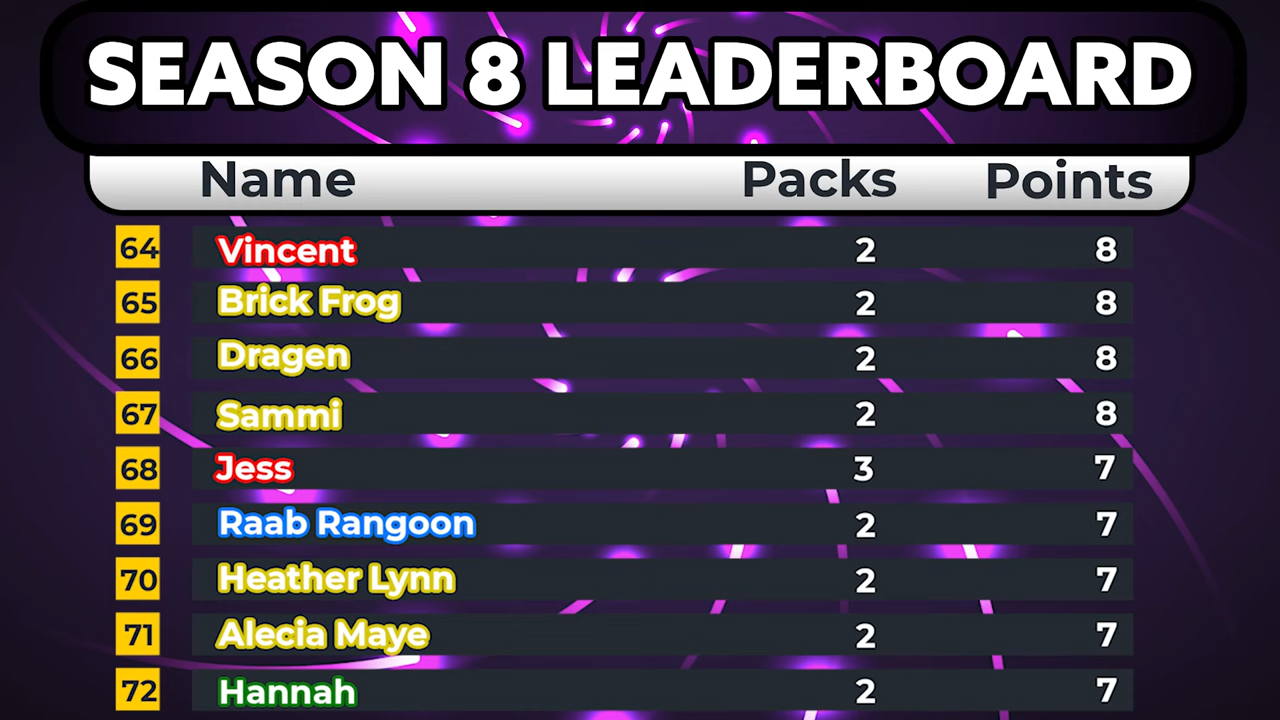 SEASON 8 LEADERBOARD
Name Packs Points
64 Vincent 2 8
65 Brick Frog 2 8
66 Dragen 2 8
67 Sammi 2 8
68 Jess 3 7
69 Raab Rangoon 2 7
70 Heather Lynn 2 7
71 Alecia Maye 2 7
72 Hannah 2 7